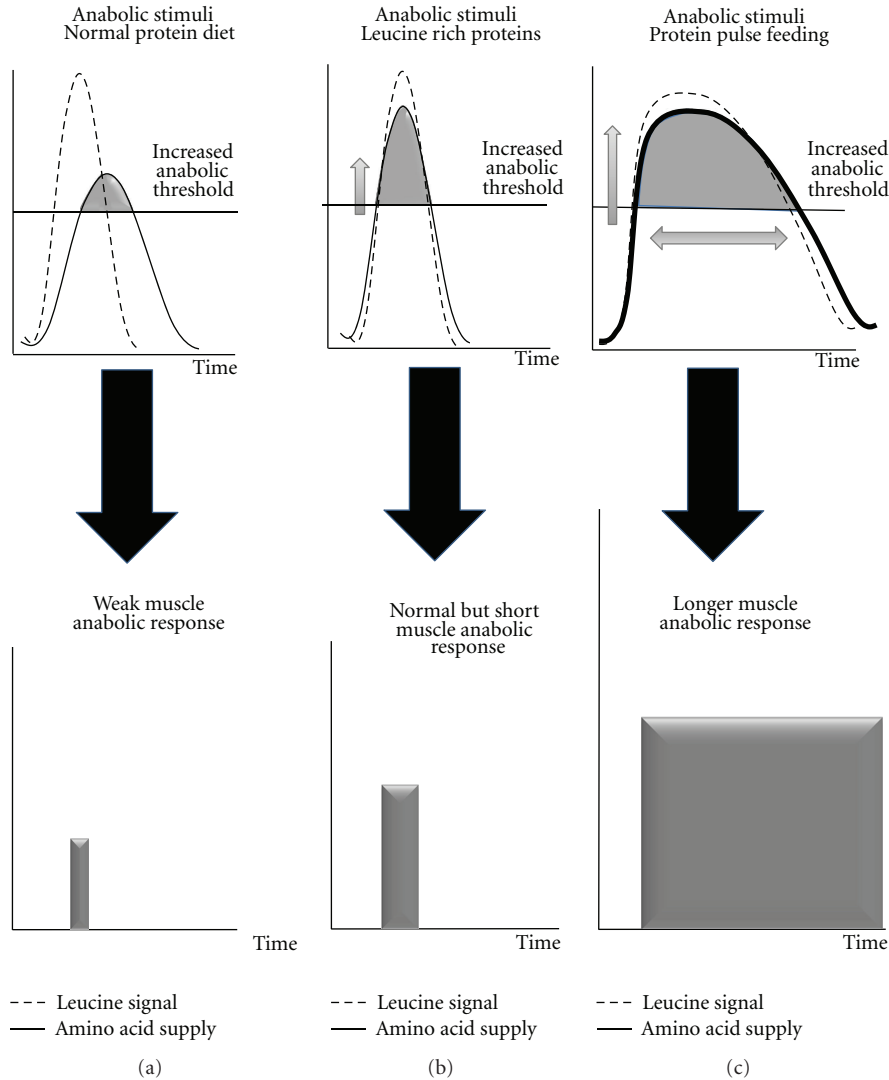 Anabolic stimuli
Normal protein diet
Increased
anabolic
threshold
Time
Weak muscle
anabolic response
Time
Leucine signal
Amino acid supply
(a)
Anabolic stimuli
Leucine rich proteins
Increased
anabolic
threshold
Time
Normal but short
muscle anabolic
response
Time
Leucine signal
Amino acid supply
(b)
Anabolic stimuli
Protein pulse feeding
Increased
anabolic
threshold
Time
Longer muscle
anabolic response
Time
Leucine signal
Amino acid supply
(c)